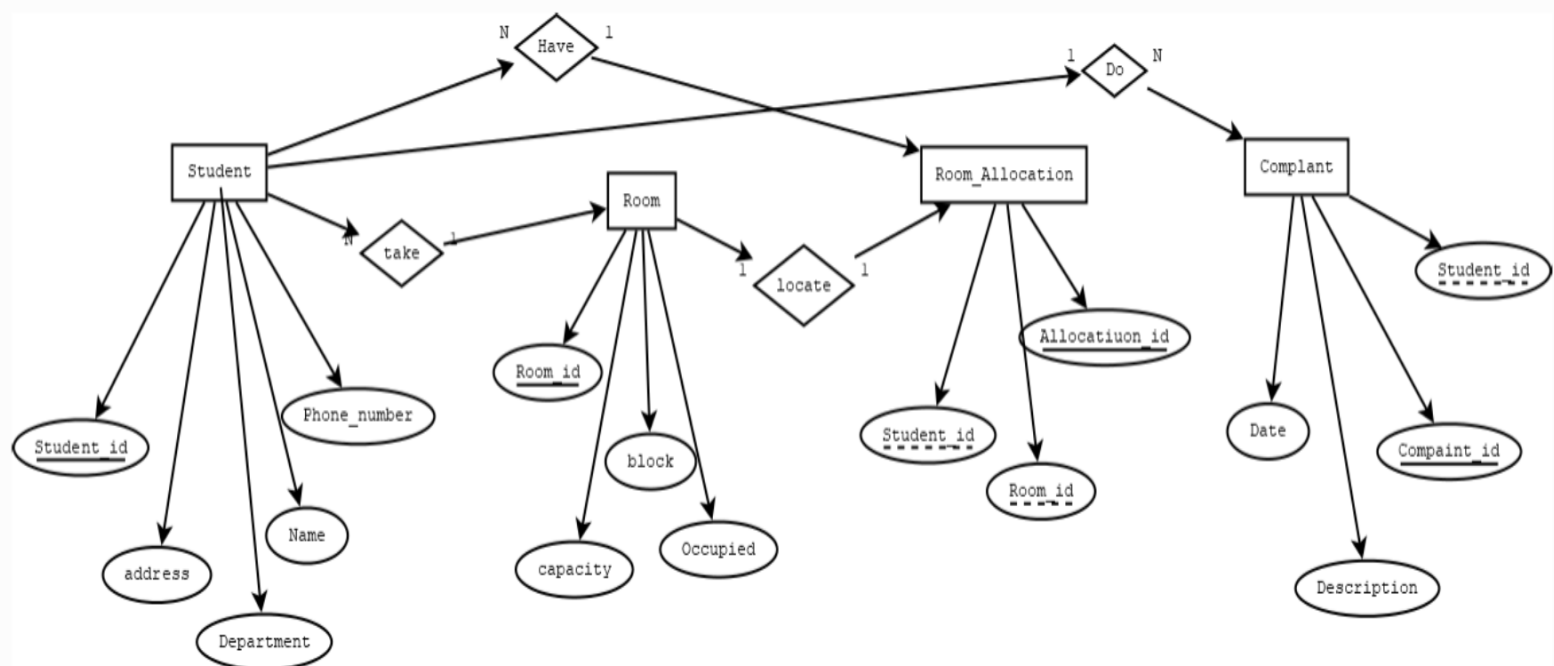 N
Have
1
1
Do
N
Student
Room
Room_Allocation
Complant
N
take
1
1
locate
1
Student_id
Room_id
Allocatiuon_id
Phone_number
Student_id
Student_id
block
Room_id
Date
Compaint_id
Name
address
capacity
Occupied
Description
Department